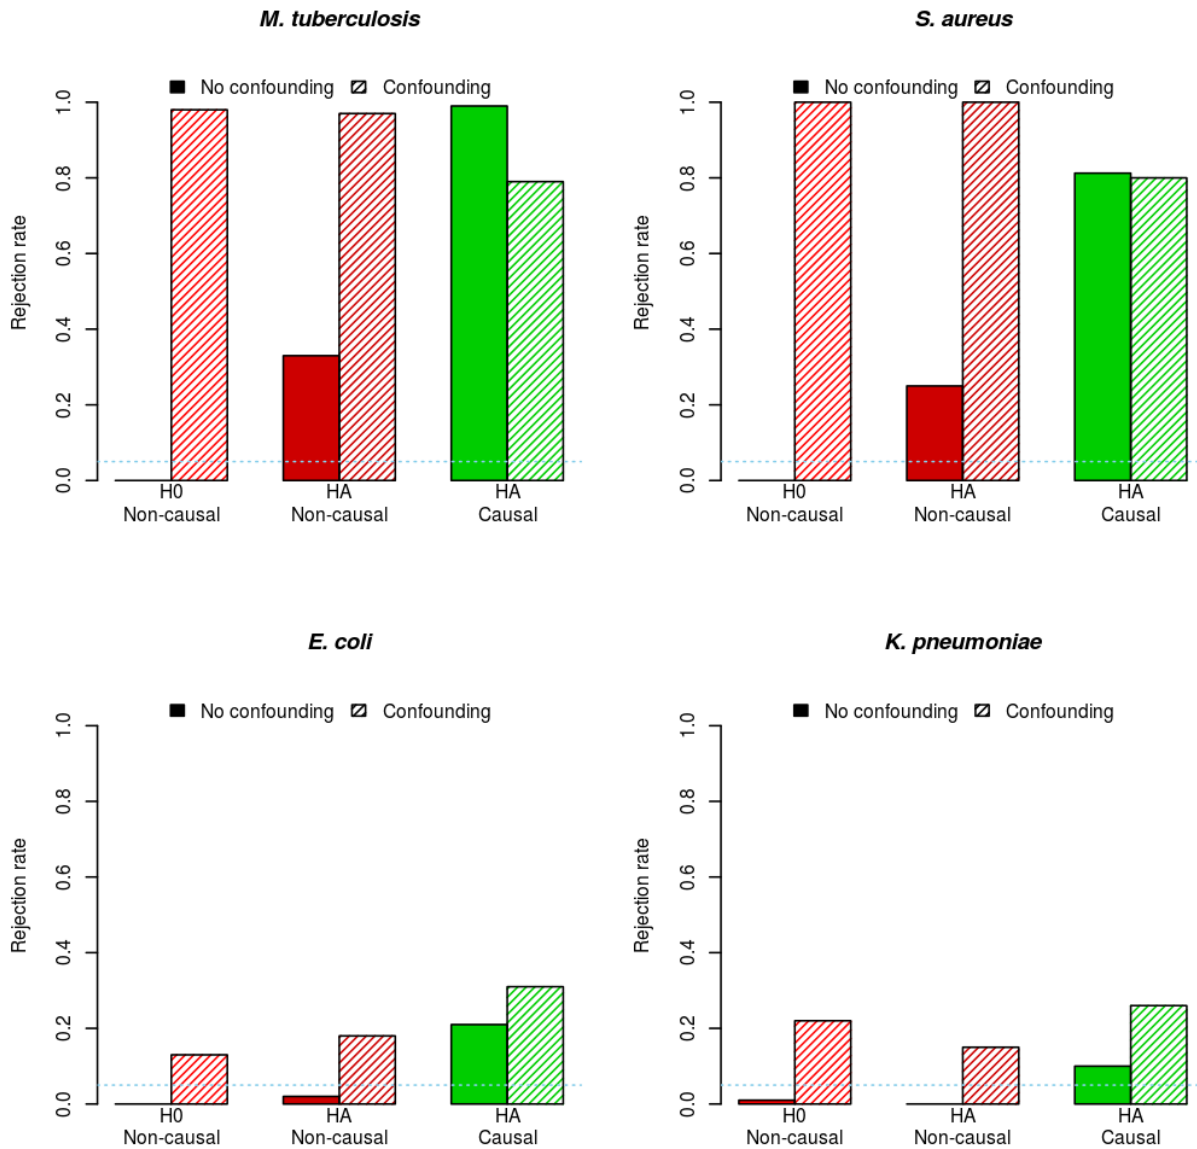 M. tuberculosis
No confounding Confounding
Rejection rate
1.0
0.8
0.6
0.4
0.2
0.0
H0 HA HA
Non-causal Non-causal Causal
S. aureus
No confounding Confounding
Rejection rate
1.0
0.8
0.6
0.4
0.2
0.0
H0 HA HA
Non-causal Non-causal Causal
E. coli
No confounding Confounding
Rejection rate
1.0
0.8
0.6
0.4
0.2
0.0
H0 HA HA
Non-causal Non-causal Causal
K. pneumoniae
No confounding Confounding
Rejection rate
1.0
0.8
0.6
0.4
0.2
0.0
H0 HA HA
Non-causal Non-causal Causal